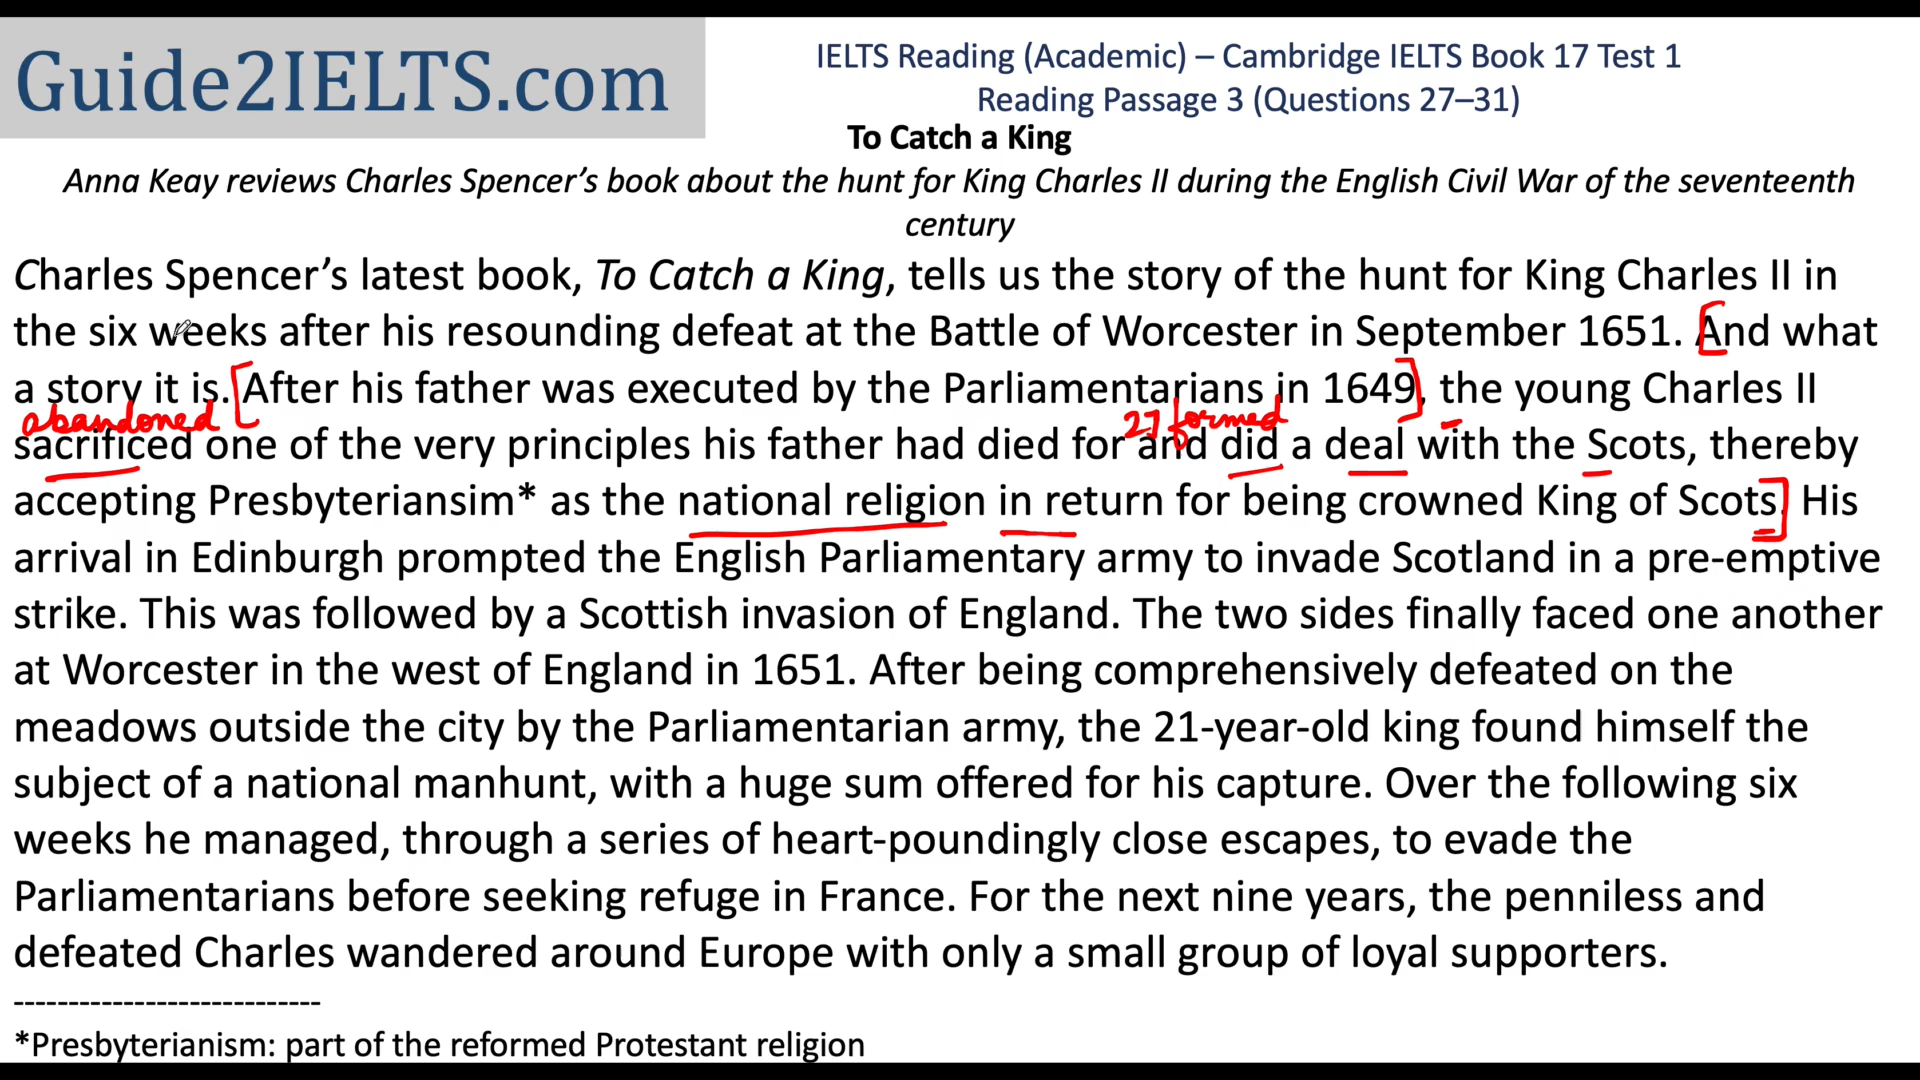 Guide2IELTS.com
IELTS Reading (Academic) – Cambridge IELTS Book 17 Test 1
Reading Passage 3 (Questions 27–31)
To Catch a King
Anna Keay reviews Charles Spencer’s book about the hunt for King Charles II during the English Civil War of the seventeenth
century
Charles Spencer’s latest book, To Catch a King, tells us the story of the hunt for King Charles II in
the six weeks after his resounding defeat at the Battle of Worcester in September 1651. And what
a story it is. After his father was executed by the Parliamentarians in 1649, the young Charles II
abandoned 27 formed
sacrificed one of the very principles his father had died for and did a deal with the Scots, thereby
accepting Presbyteriansim* as the national religion in return for being crowned King of Scots. His
arrival in Edinburgh prompted the English Parliamentary army to invade Scotland in a pre-emptive
strike. This was followed by a Scottish invasion of England. The two sides finally faced one another
at Worcester in the west of England in 1651. After being comprehensively defeated on the
meadows outside the city by the Parliamentarian army, the 21-year-old king found himself the
subject of a national manhunt, with a huge sum offered for his capture. Over the following six
weeks he managed, through a series of heart-poundingly close escapes, to evade the
Parliamentarians before seeking refuge in France. For the next nine years, the penniless and
defeated Charles wandered around Europe with only a small group of loyal supporters.
---------------------------
*Presbyterianism: part of the reformed Protestant religion